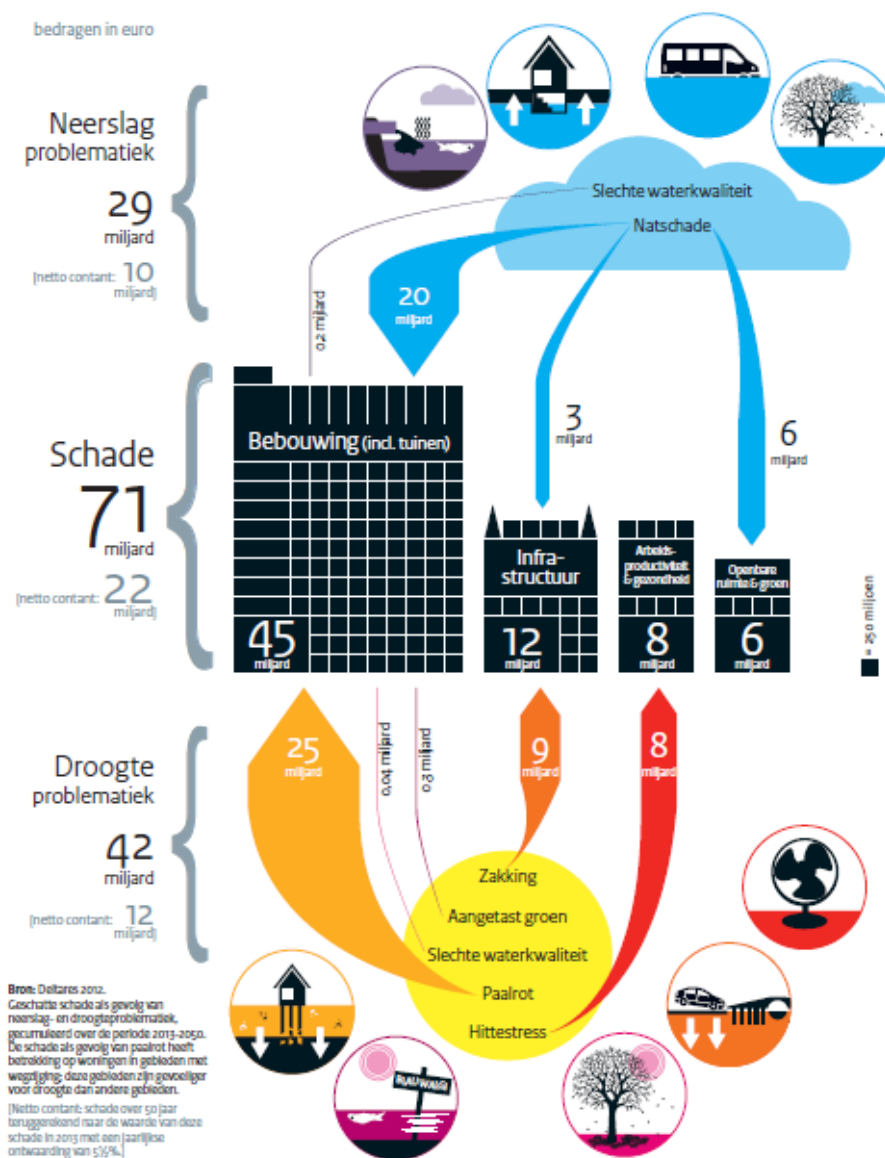 bedragen in euro
Neerslag
problematiek
29
miljard
[netto contant: 10
miljard]
Slechte waterkwaliteit
Natschade
0,2 miljard
20
miljard
3
miljard
6
miljard
Schade
71
miljard
[netto contant: 22
miljard]
Bebouwing (incl. tuinen)
45
miljard
Infra-
structuur
12
miljard
Arbeids-
productiviteit
& gezondheid
8
miljard
Openbare
ruimte & groen
6
miljard
= 250 miljoen
Droogte
problematiek
42
miljard
[netto contant: 12
miljard]
25
miljard
0,04 miljard
0,3 miljard
9
miljard
8
miljard
Zakking
Aangetast groen
Slechte waterkwaliteit
Paalrot
Hittestress
BLAUWALG!
Bron: Deltares 2012.
Geschatte schade als gevolg van
neerslag- en droogteproblematiek,
gecumuleerd over de periode 2013-2050.
De schade als gevolg van paalrot heeft
betrekking op woningen in gebieden met
wegzijging; deze gebieden zijn gevoeliger
voor droogte dan andere gebieden.
[Netto contant: schade over 50 jaar
teruggerekend naar de waarde van deze
schade in 2013 met een jaarlijkse
ontwaarding van 5½%.]